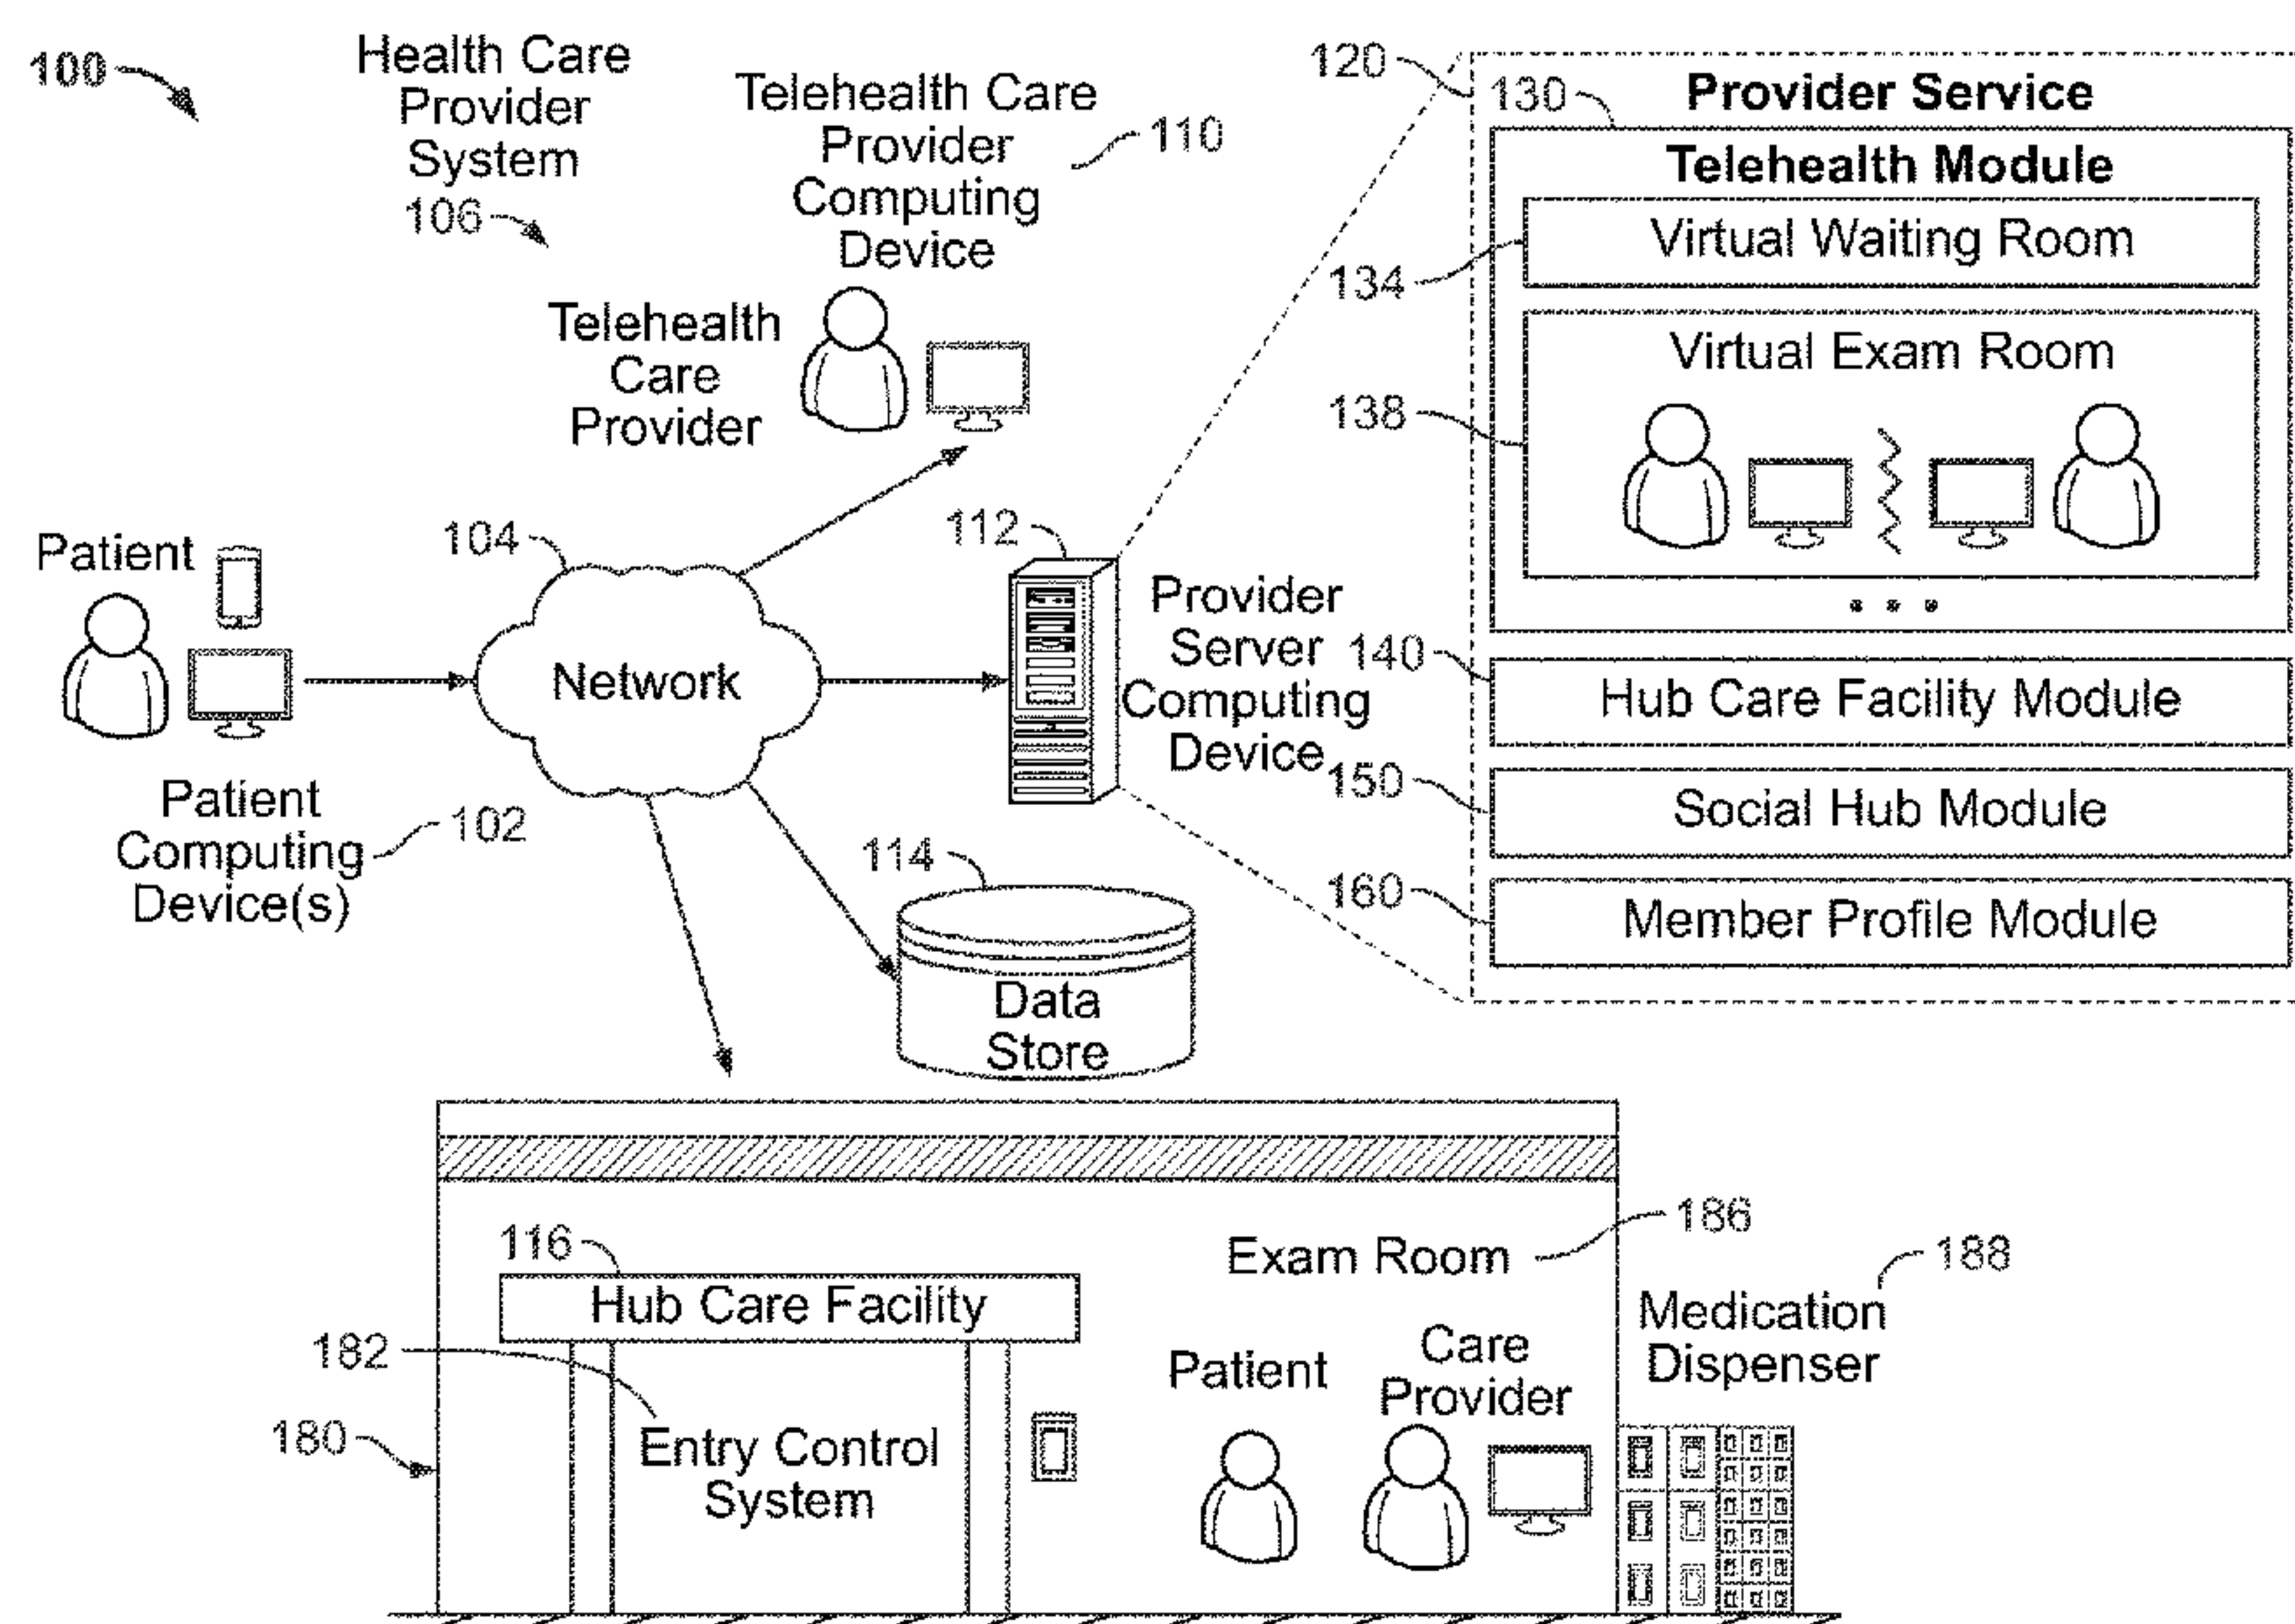 100
Health Care
Provider
System
106
Telehealth Care
Provider
Computing
Device
110
Telehealth
Care
Provider
Patient
Patient
Computing
Device(s)
102
104
Network
112
Provider
Server
Computing
Device
114
Data
Store
120
Provider Service
130
Telehealth Module
Virtual Waiting Room
134
Virtual Exam Room
138
• • •
140
Hub Care Facility Module
150
Social Hub Module
160
Member Profile Module
116
Hub Care Facility
182
Entry Control
System
180
Exam Room
186
Patient
Care
Provider
188
Medication
Dispenser